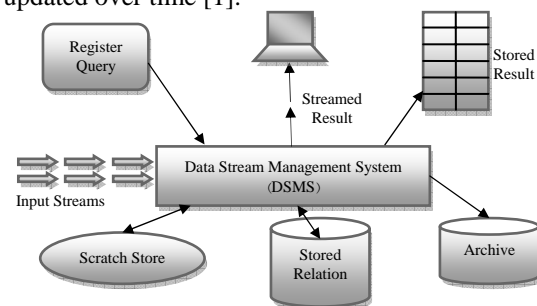 updated over time [1].
Register
Query
Streamed
Result
Stored
Result
Data Stream Management System
(DSMS)
Input Streams
Scratch Store
Stored
Relation
Archive